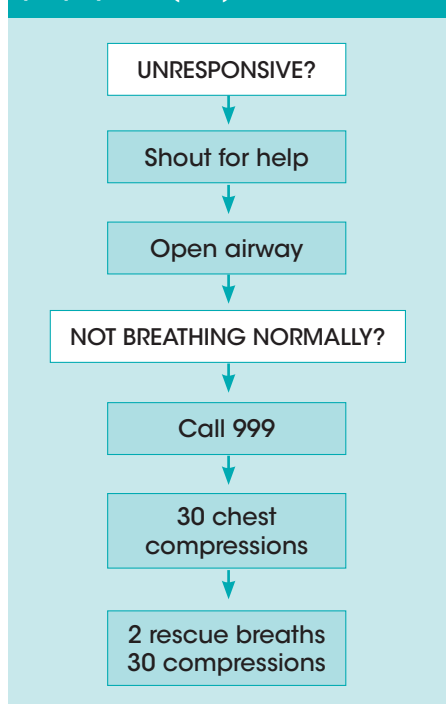 UNRESPONSIVE?
Shout for help
Open airway
NOT BREATHING NORMALLY?
Call 999
30 chest
compressions
2 rescue breaths
30 compressions